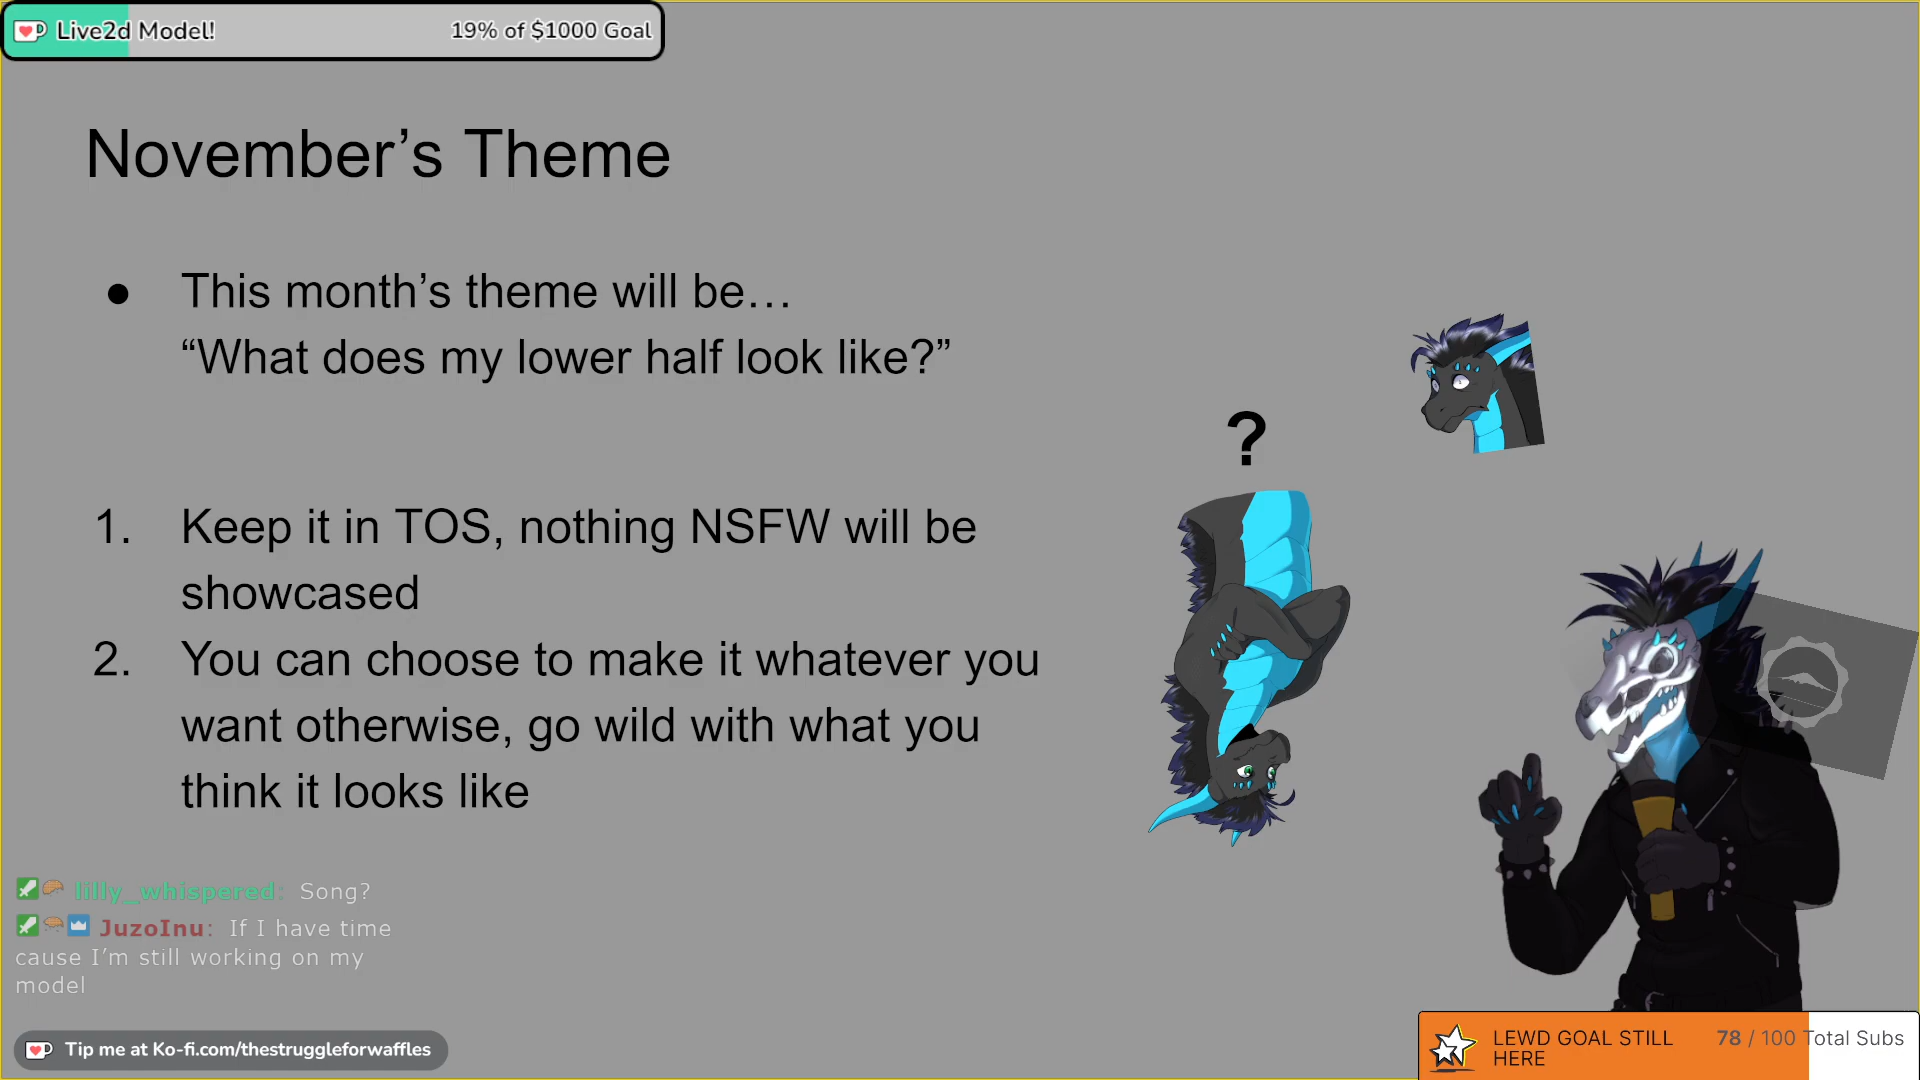 Live2d Model!
19% of $1000 Goal
November’s Theme
● This month’s theme will be…
“What does my lower half look like?”
?
1. Keep it in TOS, nothing NSFW will be
showcased
2. You can choose to make it whatever you
want otherwise, go wild with what you
think it looks like
lilly_whispered: Song?
JuzoInu: If I have time
cause I’m still working on my
model
Tip me at Ko-fi.com/thestruggleforwaffles
LEWD GOAL STILL
HERE
78 / 100 Total Subs